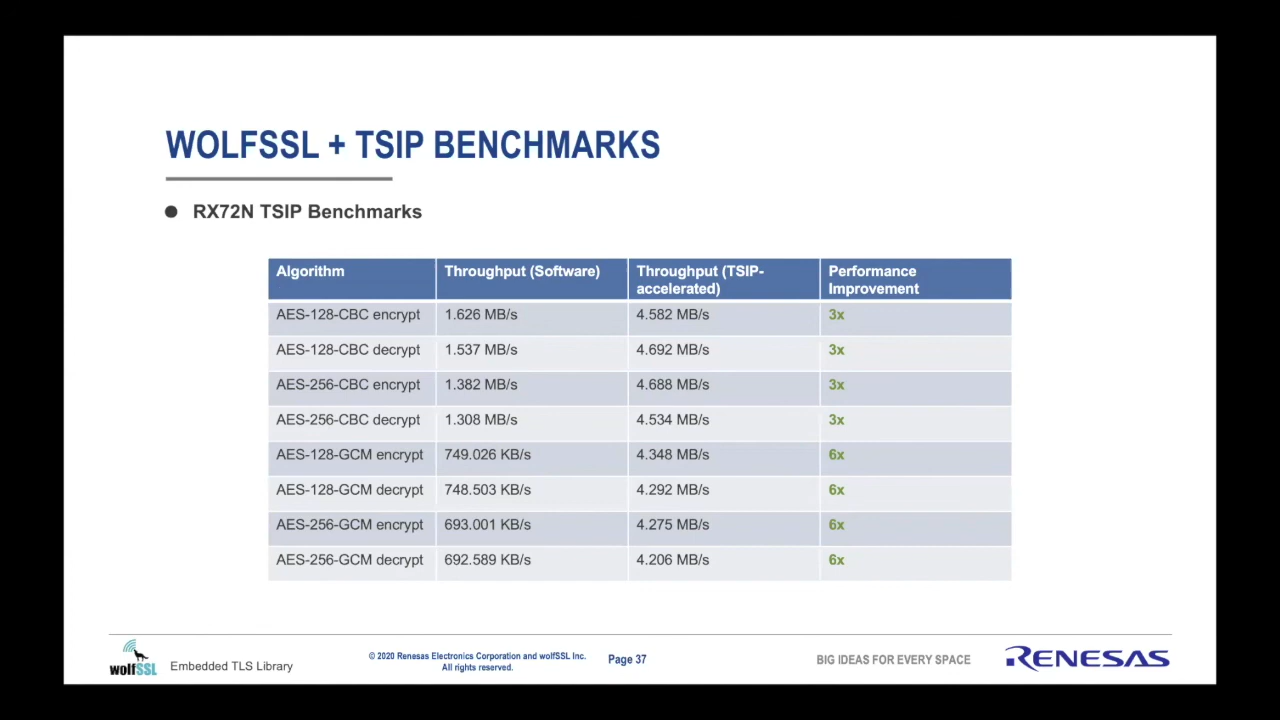 WOLFSSL + TSIP BENCHMARKS
● RX72N TSIP Benchmarks
Algorithm Throughput (Software) Throughput (TSIP-accelerated) Performance Improvement
AES-128-CBC encrypt 1.626 MB/s 4.582 MB/s 3x
AES-128-CBC decrypt 1.537 MB/s 4.692 MB/s 3x
AES-256-CBC encrypt 1.382 MB/s 4.688 MB/s 3x
AES-256-CBC decrypt 1.308 MB/s 4.534 MB/s 3x
AES-128-GCM encrypt 749.026 KB/s 4.348 MB/s 6x
AES-128-GCM decrypt 748.503 KB/s 4.292 MB/s 6x
AES-256-GCM encrypt 693.001 KB/s 4.275 MB/s 6x
AES-256-GCM decrypt 692.589 KB/s 4.206 MB/s 6x
wolfSSL Embedded TLS Library
© 2020 Renesas Electronics Corporation and wolfSSL Inc.
All rights reserved.
Page 37
BIG IDEAS FOR EVERY SPACE
RENESAS